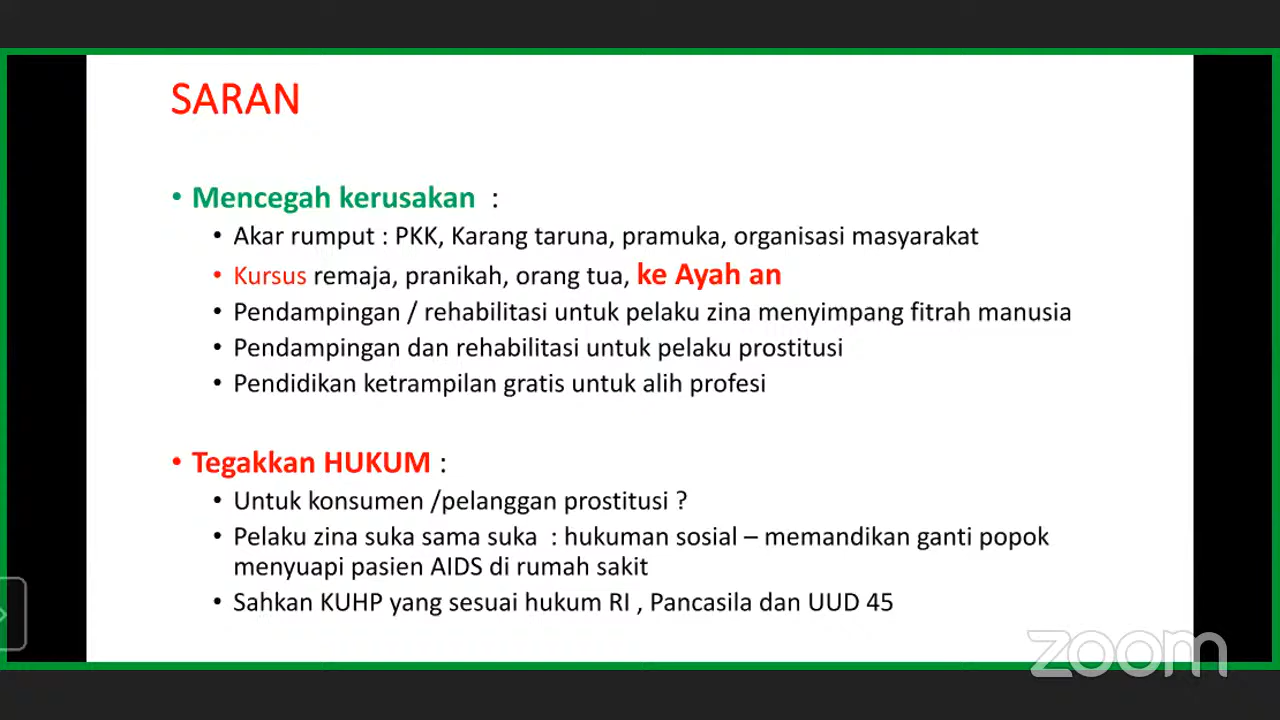 SARAN
• Mencegah kerusakan :
• Akar rumput : PKK, Karang taruna, pramuka, organisasi masyarakat
• Kursus remaja, pranikah, orang tua, ke Ayah an
• Pendampingan / rehabilitasi untuk pelaku zina menyimpang fitrah manusia
• Pendampingan dan rehabilitasi untuk pelaku prostitusi
• Pendidikan ketrampilan gratis untuk alih profesi
• Tegakkan HUKUM :
• Untuk konsumen /pelanggan prostitusi ?
• Pelaku zina suka sama suka : hukuman sosial – memandikan ganti popok
menyuapi pasien AIDS di rumah sakit
• Sahkan KUHP yang sesuai hukum RI , Pancasila dan UUD 45
zoom